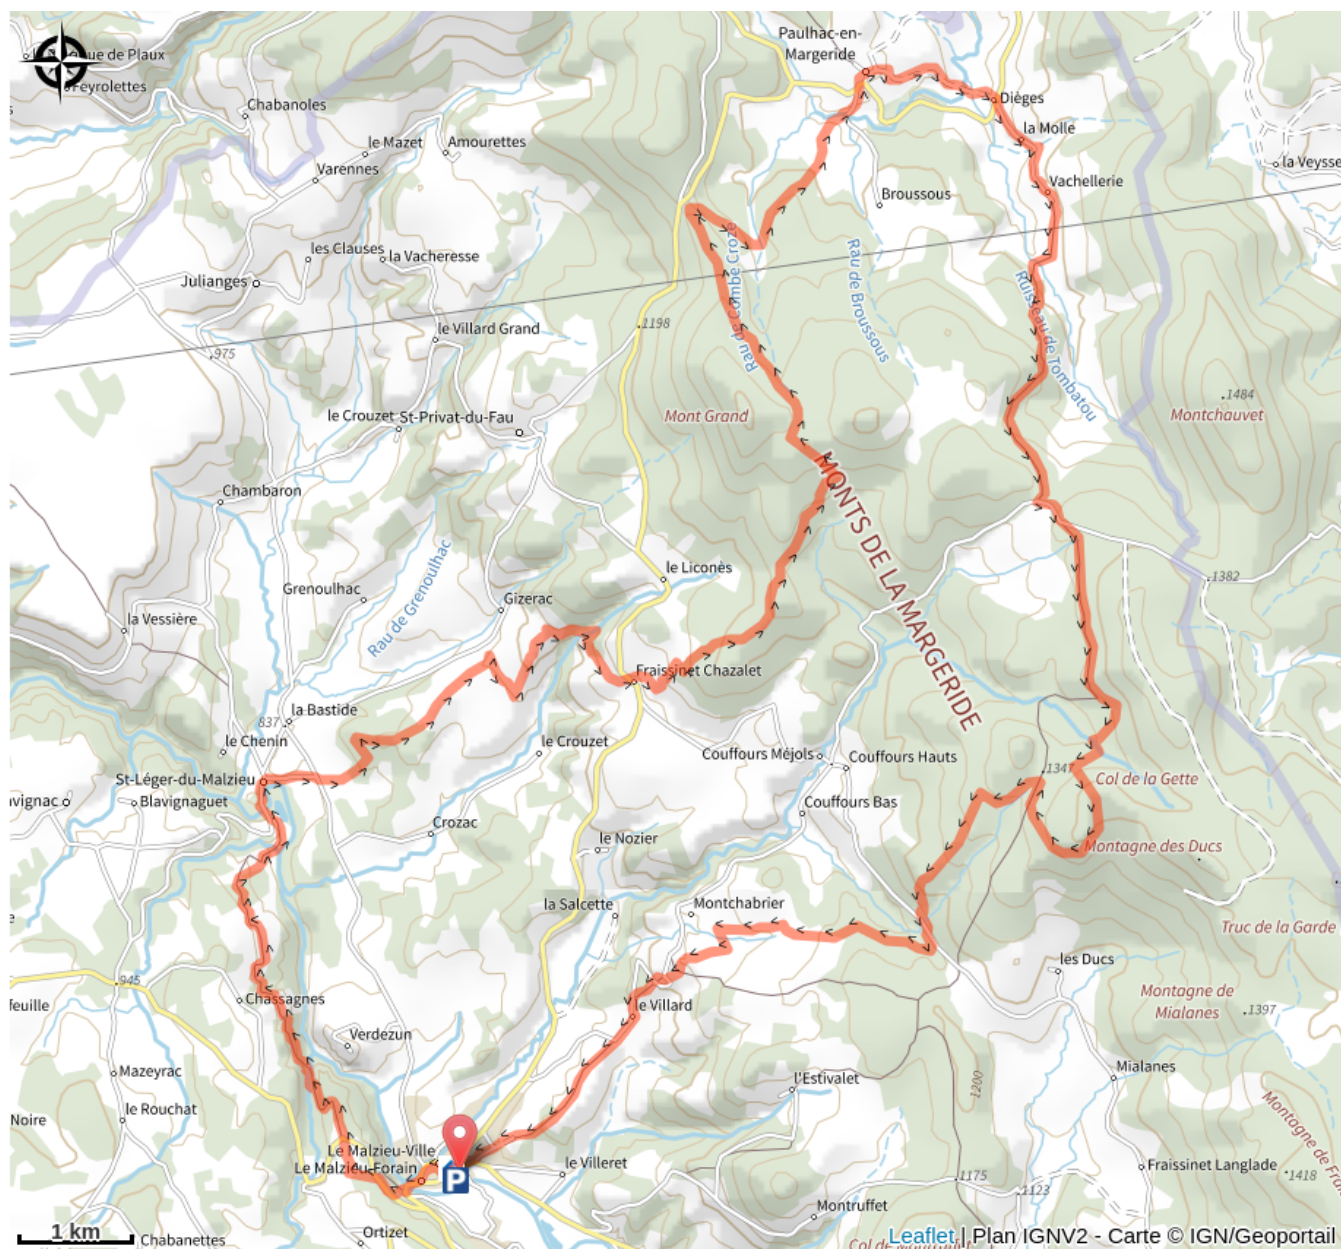 Paulhac-en-
Margeride
que de Plaux
Feyrolettes
Chabanoles
Dièges
la Molle
le Mazet
Amourettes
la Veysse
Varennes
Vachellerie
Broussous
les Clauses
la Vacheresse
Julianges
Rau de Combe Croze
Rau de Broussous
Ruisseau de Tombatou
1198
le Villard Grand
975
1484
Montchauvet
le Crouzet
St-Privat-du-Fau
Mont Grand
MONTS DE LA MARGERIDE
Chambaron
Rau de Grenoulhac
le Liconès
1382
Grenoulhac
Gizerac
la Vessière
Fraissinet Chazalet
la Bastide
837
le Chenin
le Crouzet
Couffours Méjols
Couffours Hauts
1347
Col de la Gette
St-Léger-du-Malzieu
vignac
Blavignaguet
Couffours Bas
Crozac
le Nozier
Montagne des Ducs
la Salcette
Montchabrier
Truc de la Garde
les Ducs
945
feuille
Chassagnes
le Villard
Montagne de
Mialanes
1397
Verdezun
Mazeyrac
l'Estivalet
1200
Mialanes
le Rouchat
Noire
Montagne de Fra
Le Malzieu-Ville
Le Malzieu-Forain
P
le Villeret
Fraissinet Langlade
1418
1175
1123
Montruffet
Ortizet
1 km
Chabanettes
Leaflet | Plan IGNV2 - Carte © IGN/Geoportail